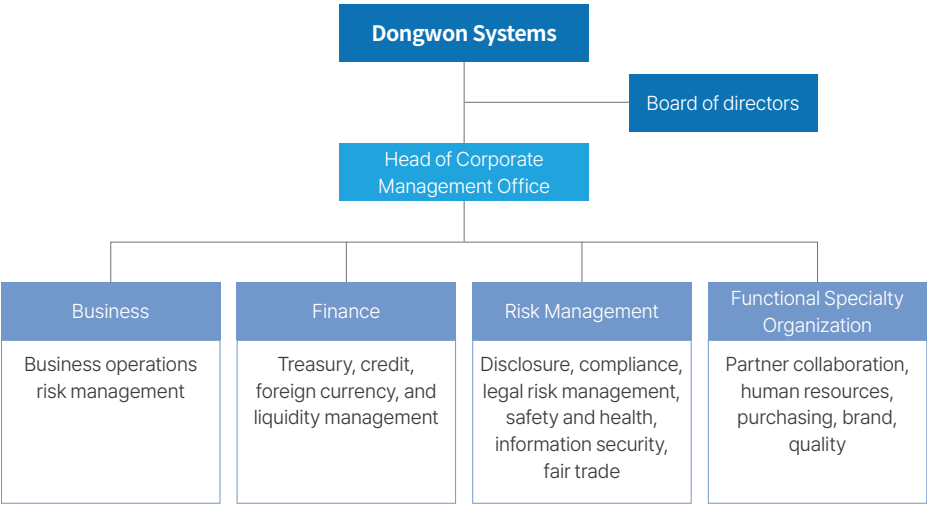 Dongwon Systems
Board of directors
Head of Corporate
Management Office
Business
Business operations
risk management
Finance
Treasury, credit,
foreign currency, and
liquidity management
Risk Management
Disclosure, compliance,
legal risk management,
safety and health,
information security,
fair trade
Functional Specialty
Organization
Partner collaboration,
human resources,
purchasing, brand,
quality